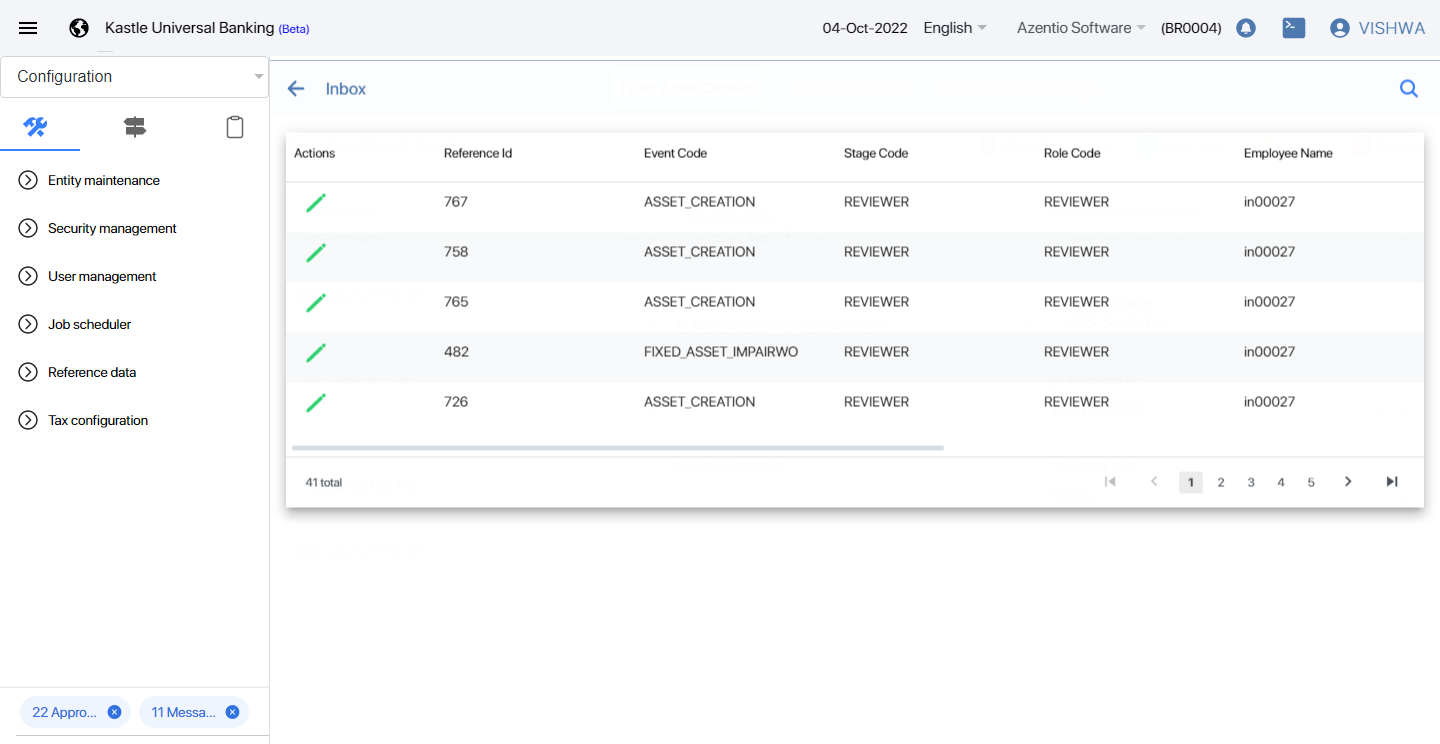 Kastle Universal Banking (Beta) 04-Oct-2022 English Azentio Software (BR0004) VISHWA
Configuration
Inbox
Entity maintenance
Security management
User management
Job scheduler
Reference data
Tax configuration
Actions Reference Id Event Code Stage Code Role Code Employee Name
767 ASSET_CREATION REVIEWER REVIEWER in00027
758 ASSET_CREATION REVIEWER REVIEWER in00027
765 ASSET_CREATION REVIEWER REVIEWER in00027
482 FIXED_ASSET_IMPAIRWO REVIEWER REVIEWER in00027
726 ASSET_CREATION REVIEWER REVIEWER in00027
41 total 1 2 3 4 5
22 Appro... 11 Messa...